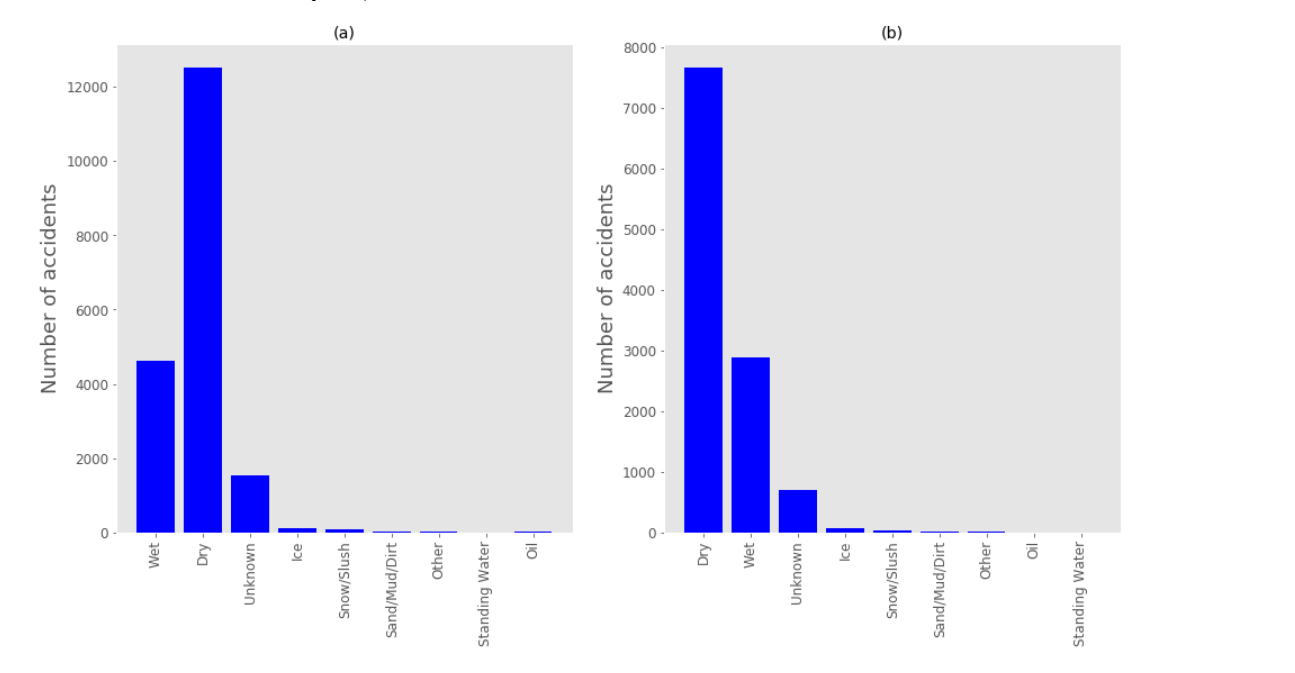 (a)
Number of accidents
12000
10000
8000
6000
4000
2000
0
Wet
Dry
Unknown
Ice
Snow/Slush
Sand/Mud/Dirt
Other
Standing Water
Oil
(b)
Number of accidents
8000
7000
6000
5000
4000
3000
2000
1000
0
Dry
Wet
Unknown
Ice
Snow/Slush
Sand/Mud/Dirt
Other
Oil
Standing Water